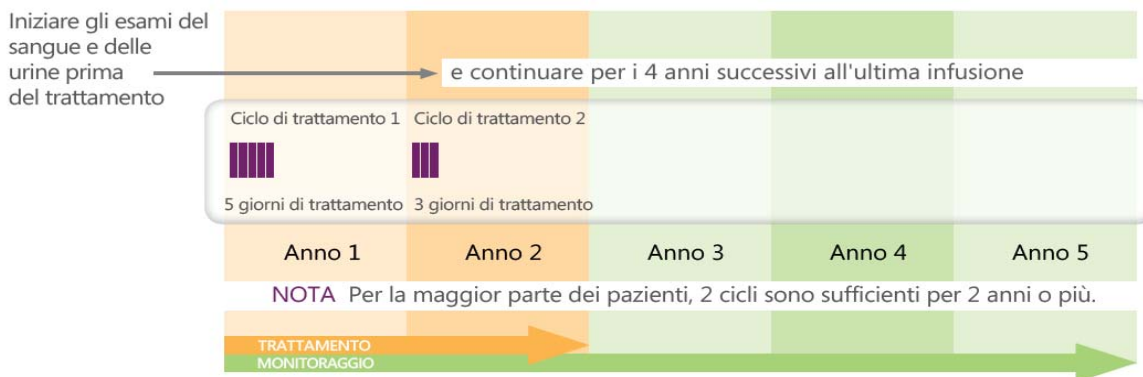 Iniziare gli esami del
sangue e delle
urine prima
del trattamento
e continuare per i 4 anni successivi all'ultima infusione
Ciclo di trattamento 1
Ciclo di trattamento 2
5 giorni di trattamento
3 giorni di trattamento
Anno 1
Anno 2
Anno 3
Anno 4
Anno 5
NOTA Per la maggior parte dei pazienti, 2 cicli sono sufficienti per 2 anni o più.
TRATTAMENTO
MONITORAGGIO